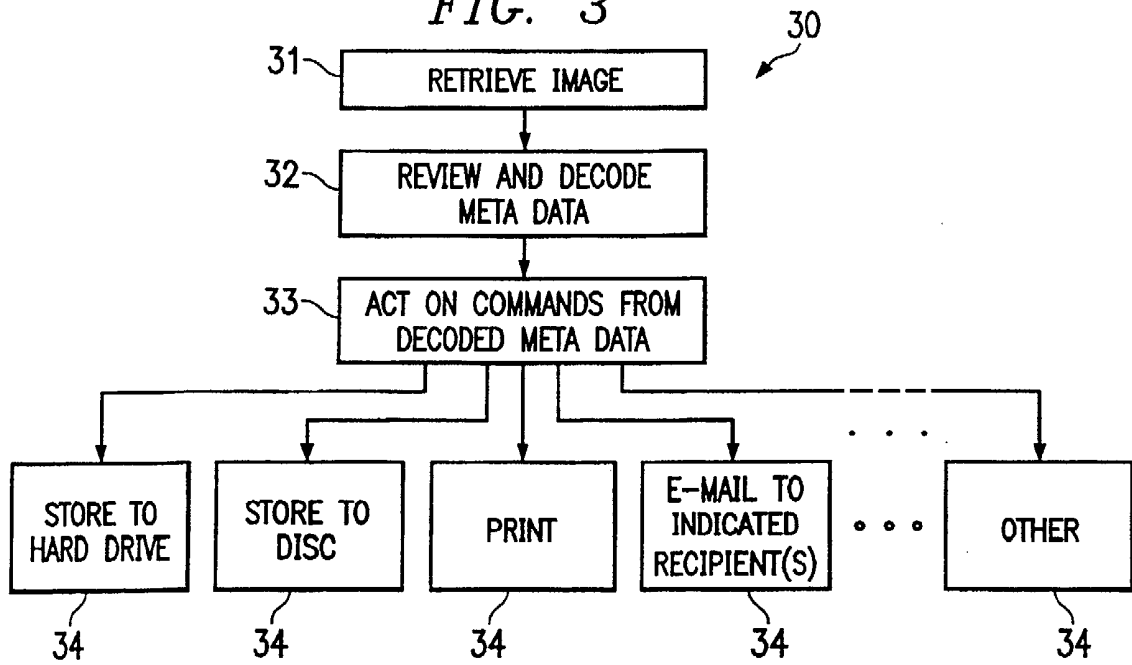 FIG. 3
30
31
RETRIEVE IMAGE
32
REVIEW AND DECODE
META DATA
33
ACT ON COMMANDS FROM
DECODED META DATA
STORE TO
HARD DRIVE
STORE TO
DISC
PRINT
E-MAIL TO
INDICATED
RECIPIENT(S)
OTHER
34
34
34
34
34